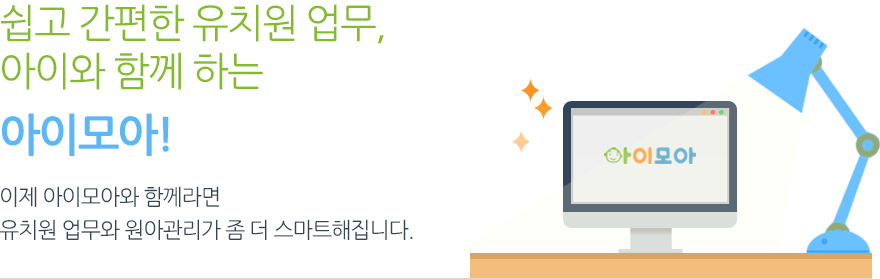 쉽고 간편한 유치원 업무,
아이와 함께 하는
아이모아!
이제 아이모아와 함께라면
유치원 업무와 원아관리가 좀 더 스마트해집니다.
아이모아